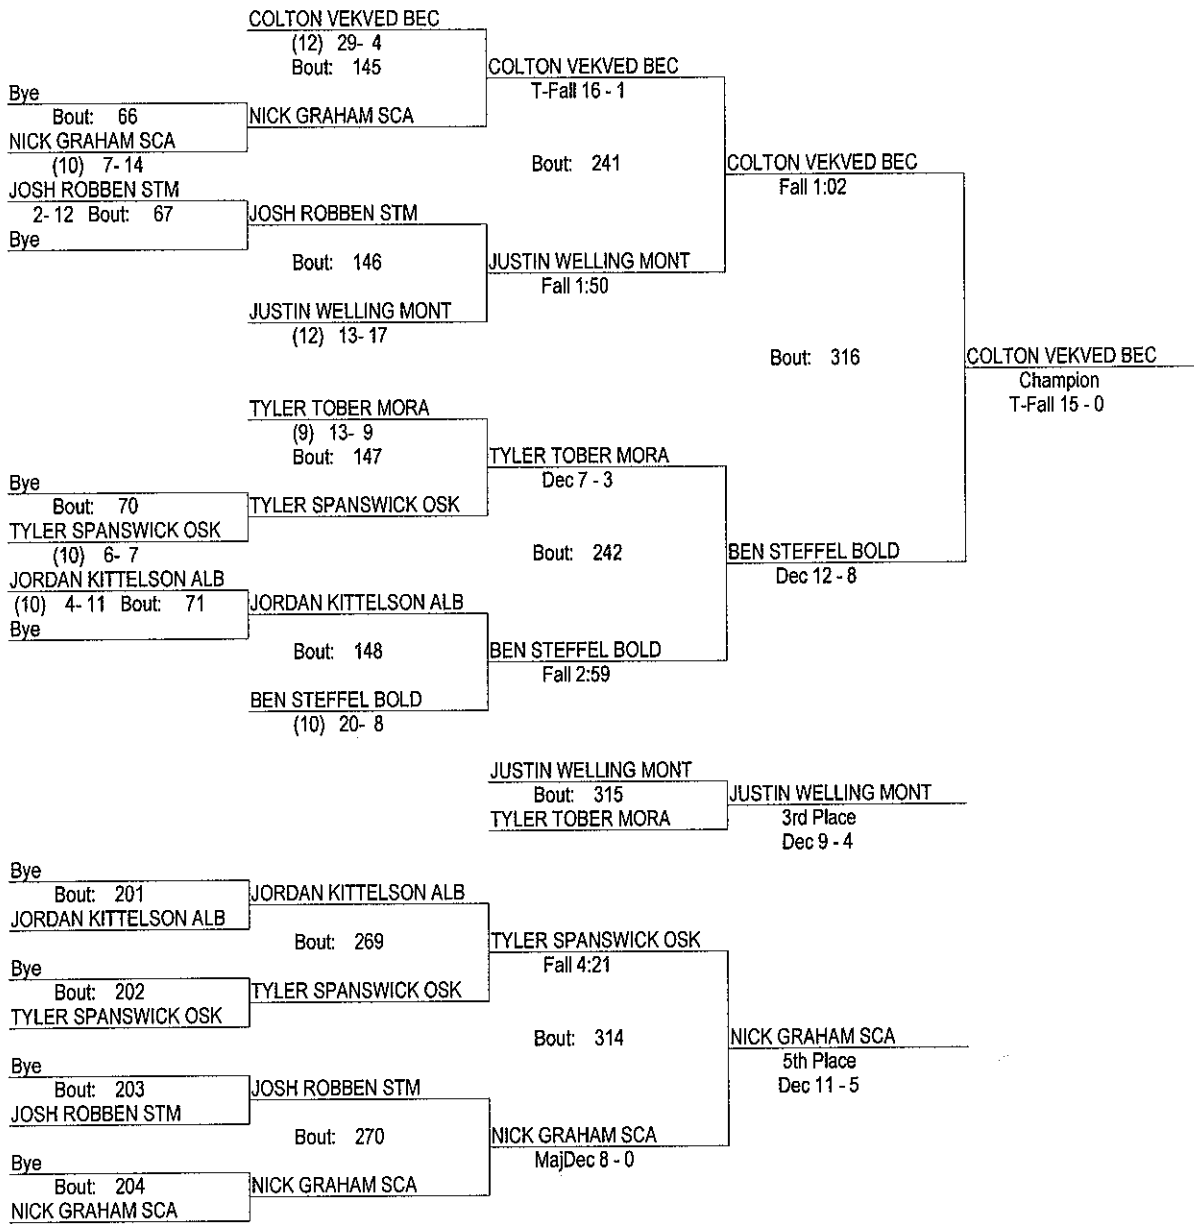 COLTON VEKVED BEC
(12) 29- 4
Bout: 145
COLTON VEKVED BEC
T-Fall 16 - 1
Bye
Bout: 66
NICK GRAHAM SCA
NICK GRAHAM SCA
(10) 7- 14
Bout: 241
COLTON VEKVED BEC
Fall 1:02
JOSH ROBBEN STM
2- 12 Bout: 67
JOSH ROBBEN STM
Bye
Bout: 146
JUSTIN WELLING MONT
Fall 1:50
JUSTIN WELLING MONT
(12) 13- 17
Bout: 316
COLTON VEKVED BEC
Champion
T-Fall 15 - 0
TYLER TOBER MORA
(9) 13- 9
Bout: 147
TYLER TOBER MORA
Dec 7 - 3
Bye
Bout: 70
TYLER SPANSWICK OSK
TYLER SPANSWICK OSK
(10) 6- 7
Bout: 242
BEN STEFFEL BOLD
Dec 12 - 8
JORDAN KITTELSON ALB
(10) 4- 11 Bout: 71
JORDAN KITTELSON ALB
Bye
Bout: 148
BEN STEFFEL BOLD
Fall 2:59
BEN STEFFEL BOLD
(10) 20- 8
JUSTIN WELLING MONT
Bout: 315
JUSTIN WELLING MONT
TYLER TOBER MORA
3rd Place
Dec 9 - 4
Bye
Bout: 201
JORDAN KITTELSON ALB
JORDAN KITTELSON ALB
Bout: 269
TYLER SPANSWICK OSK
Fall 4:21
Bye
Bout: 202
TYLER SPANSWICK OSK
TYLER SPANSWICK OSK
Bout: 314
NICK GRAHAM SCA
5th Place
Dec 11 - 5
Bye
Bout: 203
JOSH ROBBEN STM
JOSH ROBBEN STM
Bout: 270
NICK GRAHAM SCA
MajDec 8 - 0
Bye
Bout: 204
NICK GRAHAM SCA
NICK GRAHAM SCA